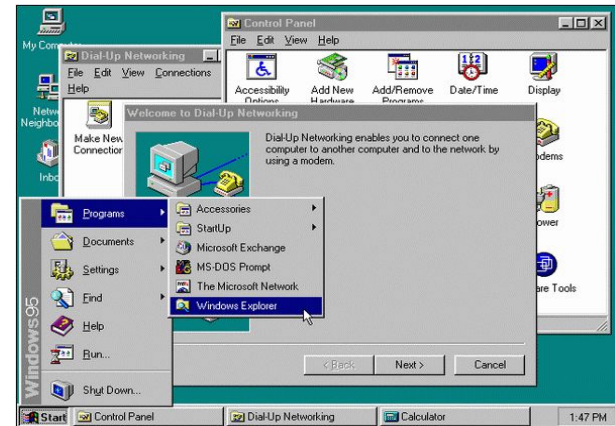 My Computer
Control Panel
File Edit View Help
Dial-Up Networking
File Edit View Connections
Help
Accessibility
Options
Add New
Hardware
Add/Remove
Programs
Date/Time
Display
Make New
Connection
Welcome to Dial-Up Networking
Dial-Up Networking enables you to connect one
computer to another computer and to the network by
using a modem.
Inbo
odems
ower
are Tools
Programs
Documents
Settings
Find
Help
Run...
Shut Down...
Windows95
Accessories
StartUp
Microsoft Exchange
MS-DOS Prompt
The Microsoft Network
Windows Explorer
< Back
Next >
Cancel
Start
Control Panel
Dial-Up Networking
Calculator
1:47 PM